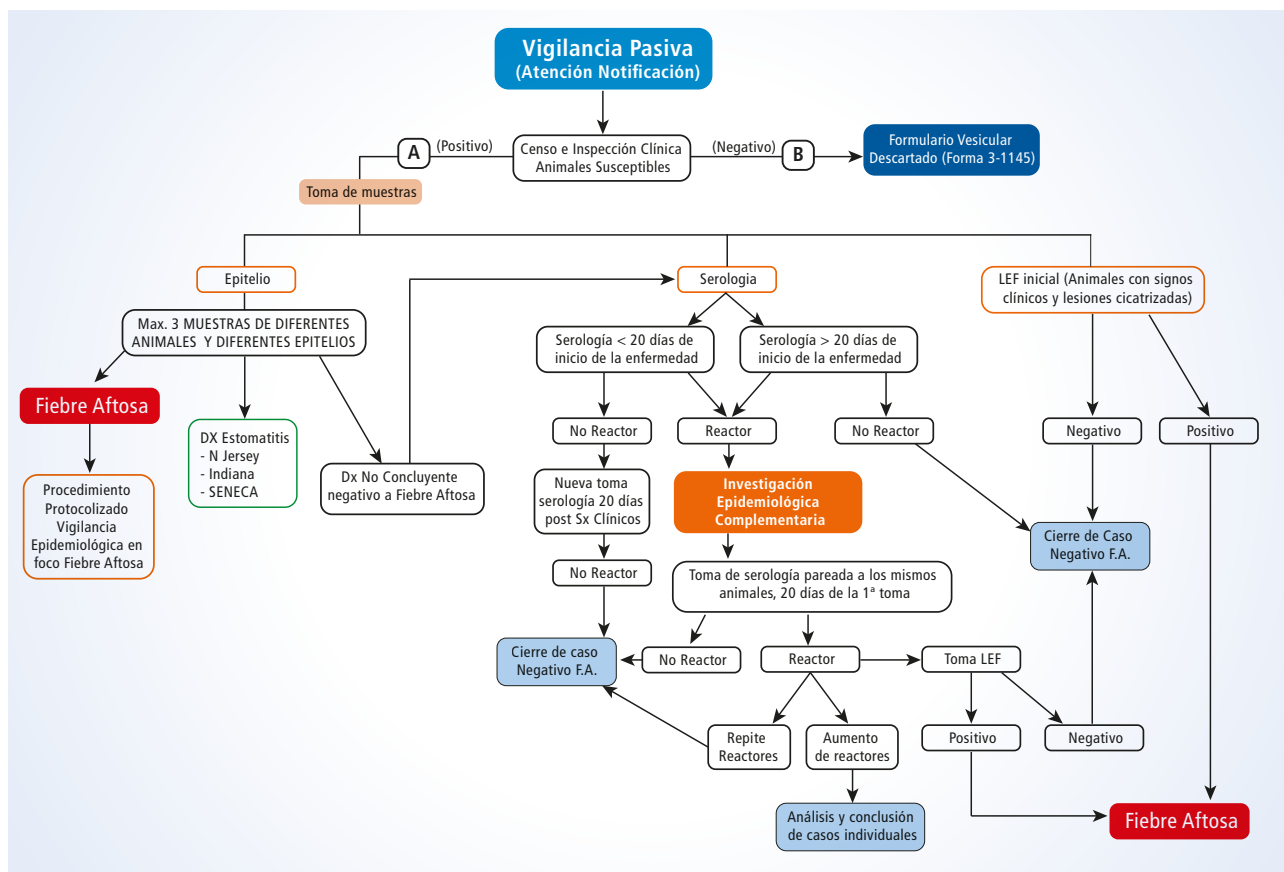 Vigilancia Pasiva
(Atención Notificación)
A
(Positivo)
Censo e Inspección Clínica
Animales Susceptibles
(Negativo)
B
Formulario Vesicular
Descartado (Forma 3-1145)
Toma de muestras
Epitelio
Serologia
LEF inicial (Animales con signos
clínicos y lesiones cicatrizadas)
Max. 3 MUESTRAS DE DIFERENTES
ANIMALES Y DIFERENTES EPITELIOS
Serología < 20 días de
inicio de la enfermedad
Serología > 20 días de
inicio de la enfermedad
Fiebre Aftosa
DX Estomatitis
- N Jersey
- Indiana
- SENECA
Dx No Concluyente
negativo a Fiebre Aftosa
No Reactor
Reactor
No Reactor
Negativo
Positivo
Procedimiento
Protocolizado
Vigilancia
Epidemiológica en
foco Fiebre Aftosa
Nueva toma
serología 20 días
post Sx Clínicos
Investigación
Epidemiológica
Complementaria
Cierre de Caso
Negativo F.A.
No Reactor
Toma de serología pareada a los mismos
animales, 20 días de la 1ª toma
Cierre de caso
Negativo F.A.
No Reactor
Reactor
Toma LEF
Repite
Reactores
Aumento
de reactores
Positivo
Negativo
Análisis y conclusión
de casos individuales
Fiebre Aftosa